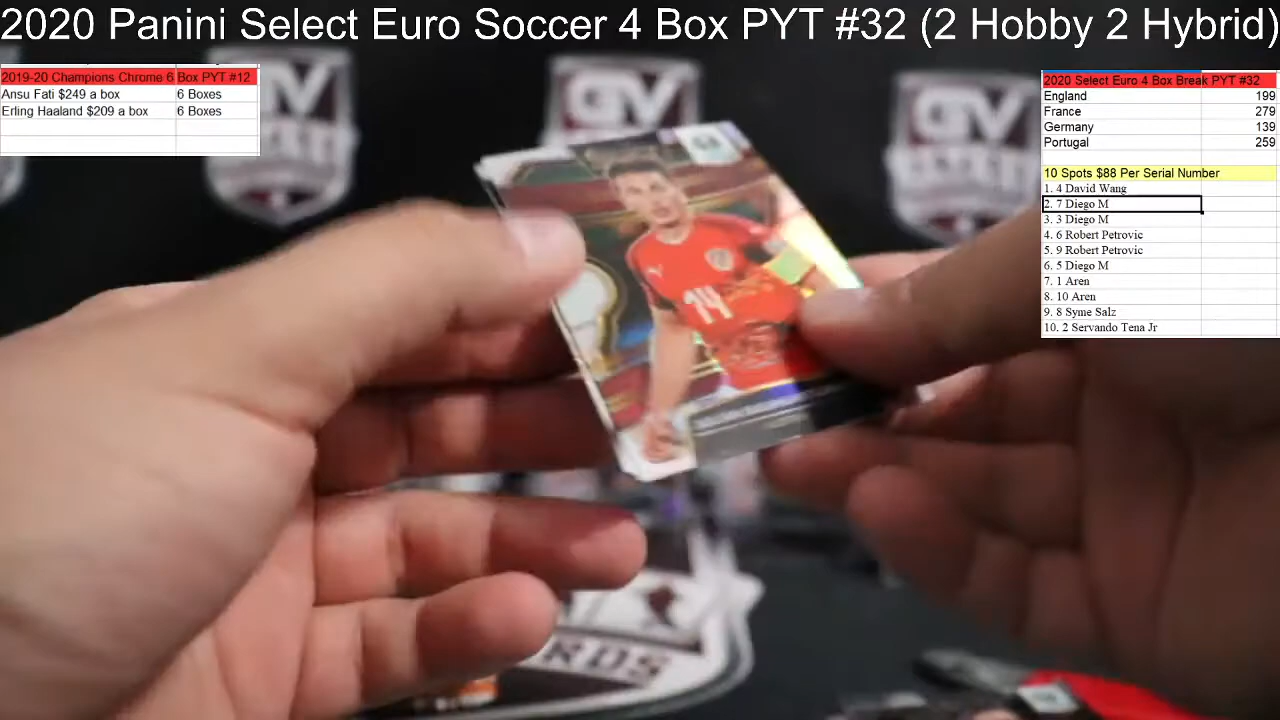 2020 Panini Select Euro Soccer 4 Box PYT #32 (2 Hobby 2 Hybrid)
2019-20 Champions Chrome 6 Box PYT #12
Ansu Fati $249 a box 6 Boxes
Erling Haaland $209 a box 6 Boxes
2020 Select Euro 4 Box Break PYT #32
England 199
France 279
Germany 139
Portugal 259
10 Spots $88 Per Serial Number
1. 4 David Wang
2. 7 Diego M
3. 3 Diego M
4. 6 Robert Petrovic
5. 9 Robert Petrovic
6. 5 Diego M
7. 1 Aren
8. 10 Aren
9. 8 Syme Salz
10. 2 Servando Tena Jr
GV
GV
GV
14